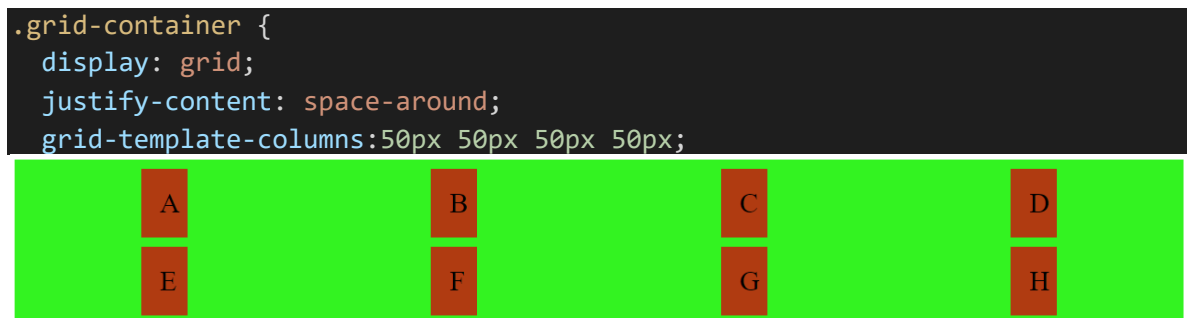 .grid-container {
display: grid;
justify-content: space-around;
grid-template-columns:50px 50px 50px 50px;
A B C D
E F G H